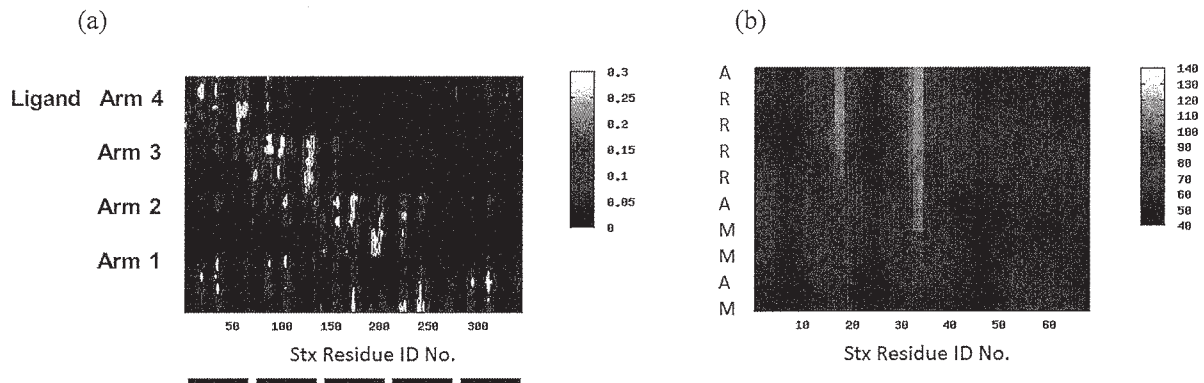 (a)
Ligand Arm 4
Arm 3
Arm 2
Arm 1
0.3
0.25
0.2
0.15
0.1
0.05
0
50 100 150 200 250 300
Stx Residue ID No.
(b)
A
R
R
R
R
A
M
M
A
M
140
130
120
110
100
90
80
70
60
50
40
10 20 30 40 50 60
Stx Residue ID No.